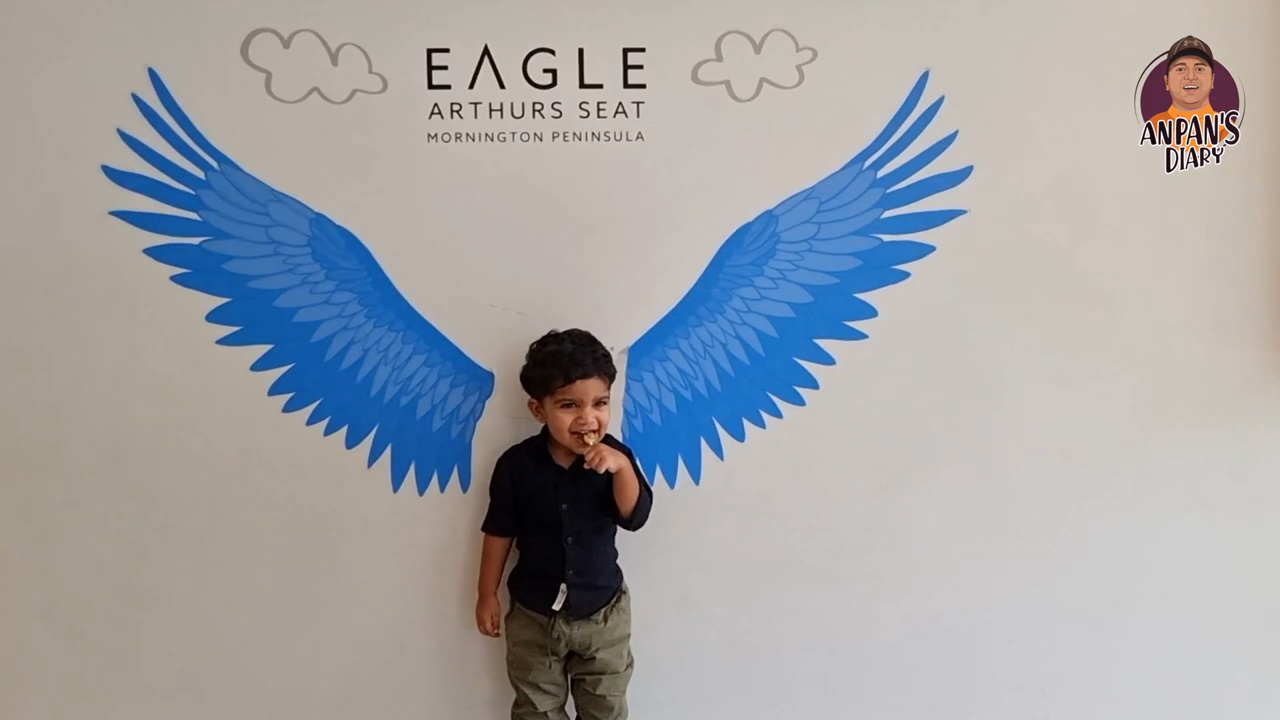 EAGLE
ARTHURS SEAT
MORNINGTON PENINSULA
ANPAN'S
DIARY